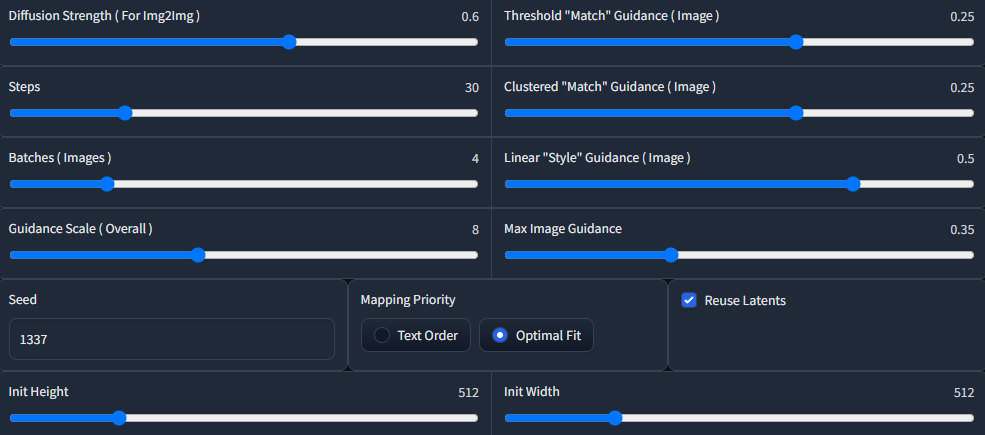 Diffusion Strength ( For Img2Img ) 0.6
Threshold "Match" Guidance ( Image ) 0.25
Steps 30
Clustered "Match" Guidance ( Image ) 0.25
Batches ( Images ) 4
Linear "Style" Guidance ( Image ) 0.5
Guidance Scale ( Overall ) 8
Max Image Guidance 0.35
Seed
1337
Mapping Priority
Text Order
Optimal Fit
Reuse Latents
Init Height 512
Init Width 512